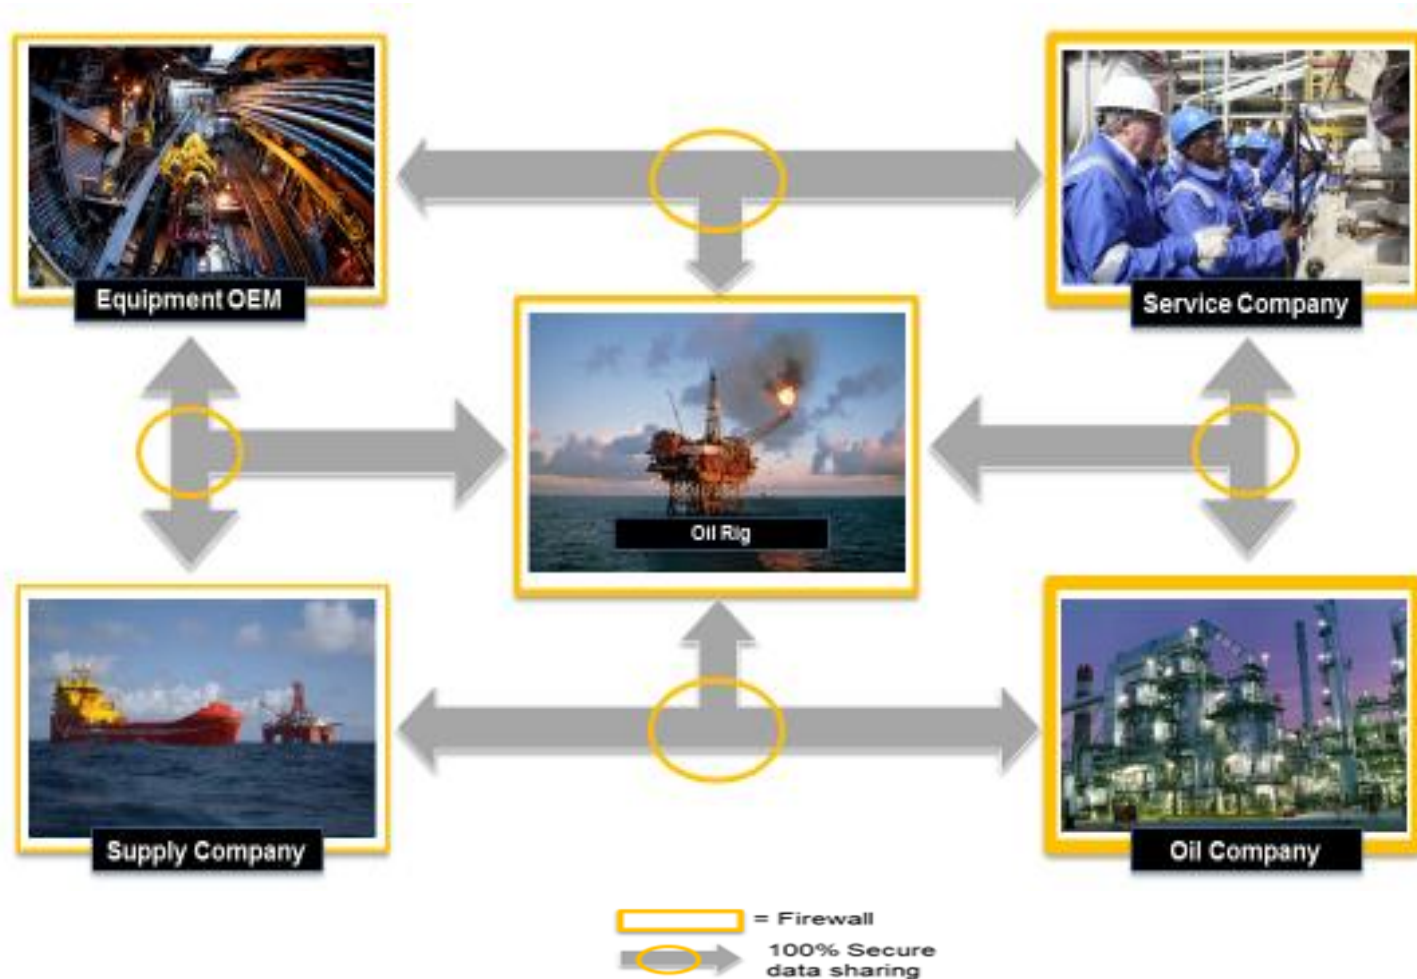 Equipment OEM
Service Company
Oil Rig
Supply Company
Oil Company
= Firewall
100% Secure
data sharing